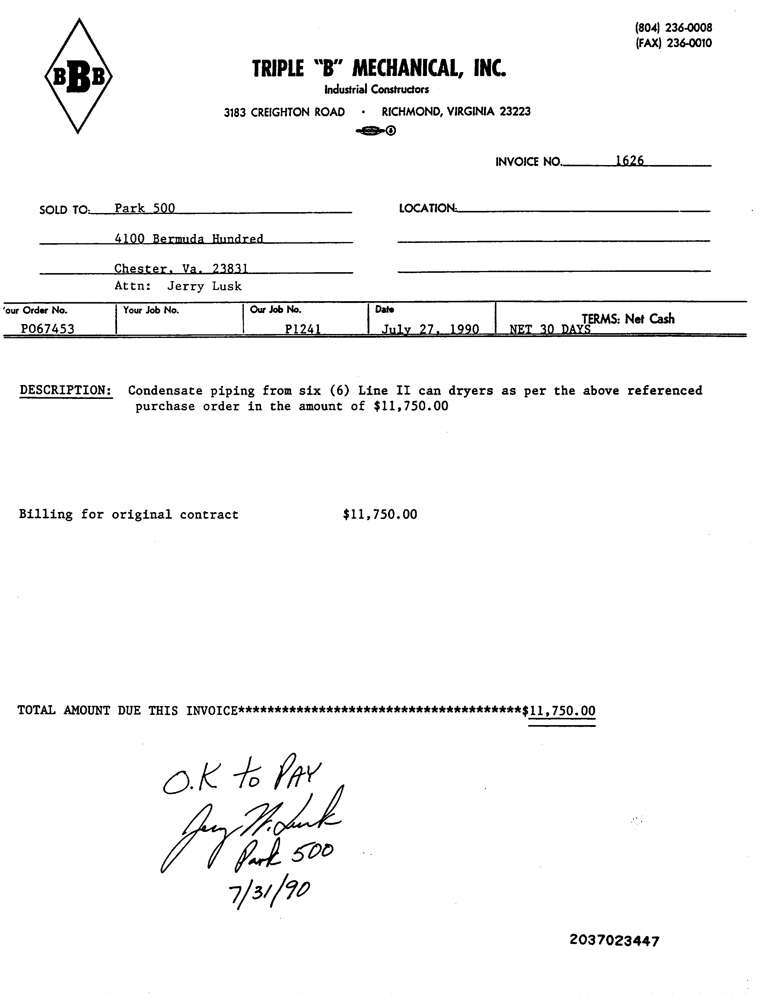 (804) 236-0008
(FAX) 236-0010
BBB
TRIPLE "B" MECHANICAL, INC.
Industrial Constructors
3183 CREIGHTON ROAD · RICHMOND, VIRGINIA 23223
INVOICE NO. 1626
SOLD TO: Park 500 LOCATION:
4100 Bermuda Hundred
Chester, Va. 23831
Attn: Jerry Lusk
'our Order No. Your Job No. Our Job No. Date TERMS: Net Cash
PO67453 P1241 July 27, 1990 NET 30 DAYS
DESCRIPTION: Condensate piping from six (6) Line II can dryers as per the above referenced
purchase order in the amount of $11,750.00
Billing for original contract $11,750.00
TOTAL AMOUNT DUE THIS INVOICE****************************************$11,750.00
O.K to PAY
Jerry W. Lusk
Park 500
7/31/90
2037023447